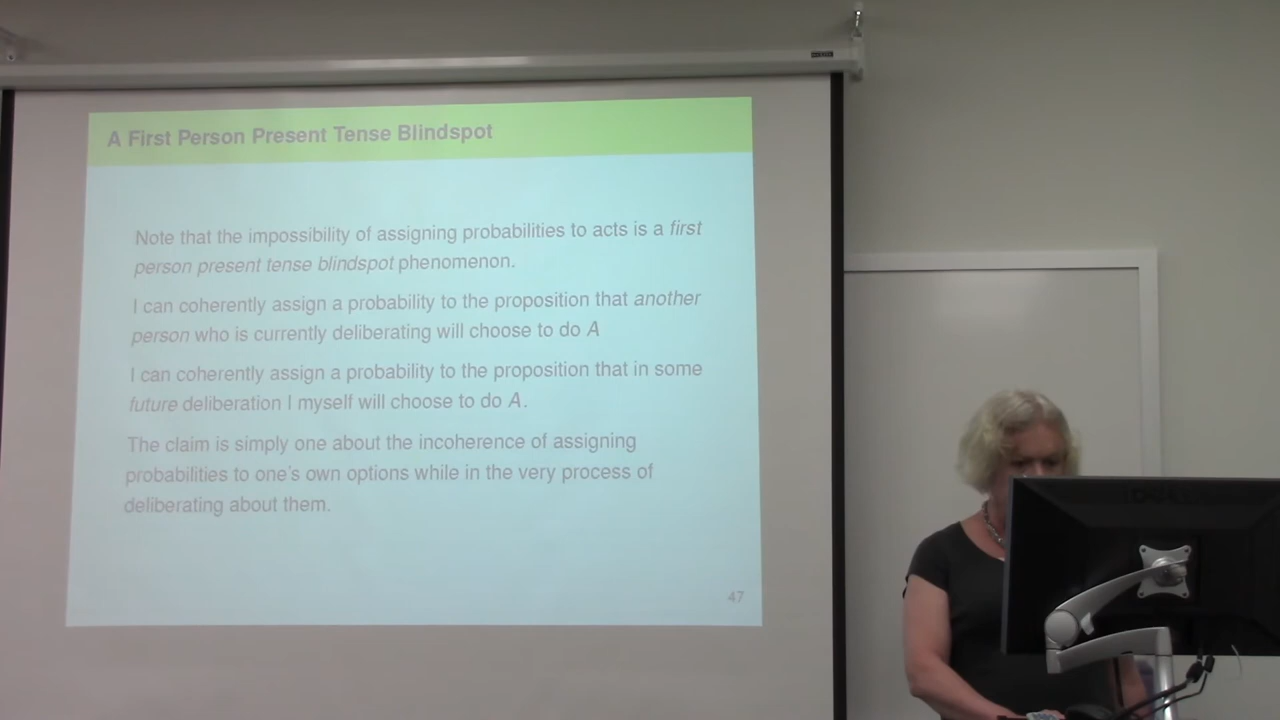 A First Person Present Tense Blindspot
Note that the impossibility of assigning probabilities to acts is a first
person present tense blindspot phenomenon.
I can coherently assign a probability to the proposition that another
person who is currently deliberating will choose to do A
I can coherently assign a probability to the proposition that in some
future deliberation I myself will choose to do A.
The claim is simply one about the incoherence of assigning
probabilities to one's own options while in the very process of
deliberating about them.
47